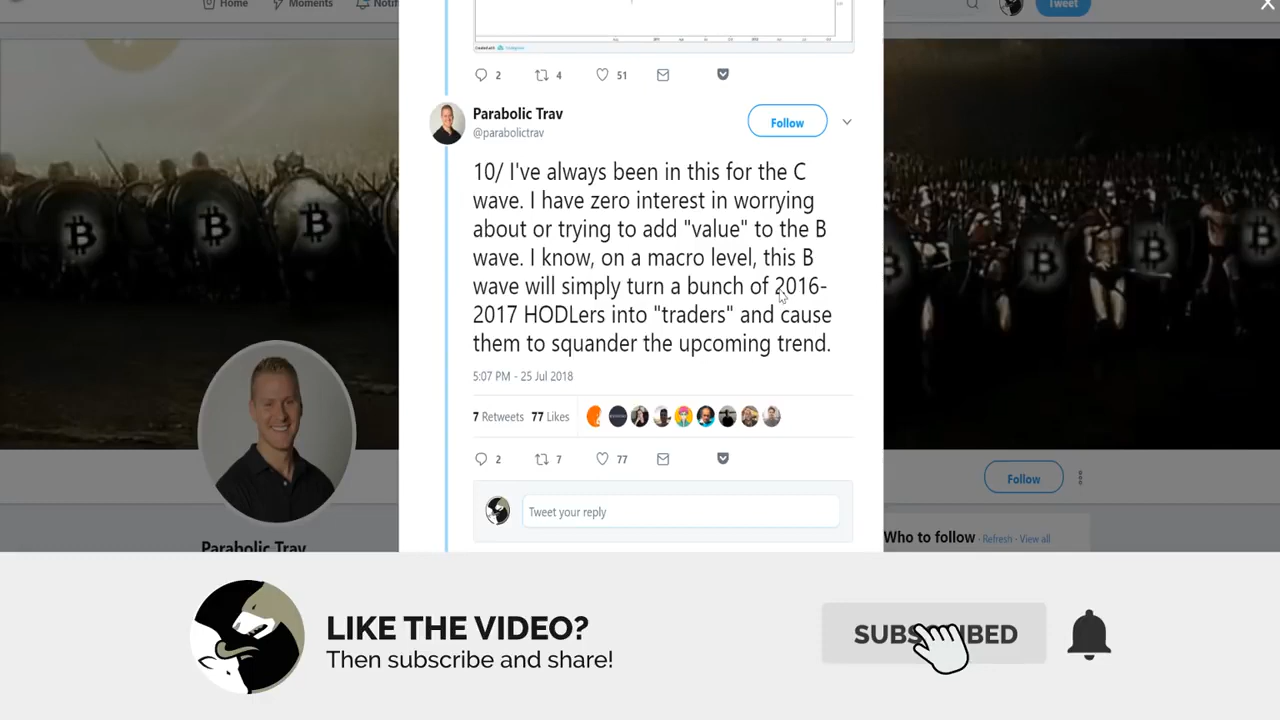 Home
Moments
Notif
Tweet
X
2 4 51
Parabolic Trav
@parabolictrav
Follow
10/ I've always been in this for the C
wave. I have zero interest in worrying
about or trying to add "value" to the B
wave. I know, on a macro level, this B
wave will simply turn a bunch of 2016-
2017 HODLers into "traders" and cause
them to squander the upcoming trend.
5:07 PM - 25 Jul 2018
7 Retweets 77 Likes
2 7 77
Tweet your reply
Follow
Parabolic Trav
Who to follow · Refresh · View all
LIKE THE VIDEO?
Then subscribe and share!
SUBSCRIBED